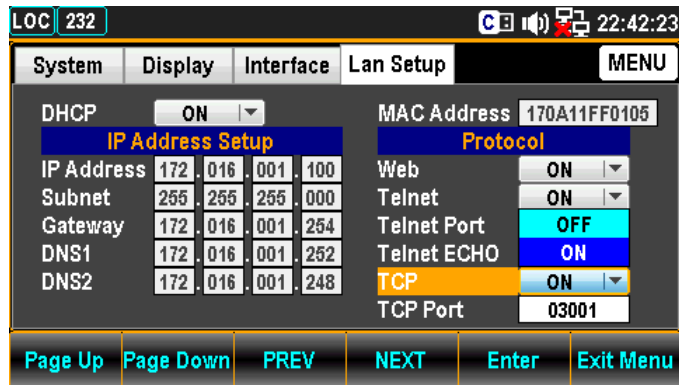 LOC 232 C 22:42:23
System Display Interface Lan Setup MENU
DHCP ON MAC Address 170A11FF0105
IP Address Setup Protocol
IP Address 172 . 016 . 001 . 100 Web ON
Subnet 255 . 255 . 255 . 000 Telnet ON
Gateway 172 . 016 . 001 . 254 Telnet Port OFF
DNS1 172 . 016 . 001 . 252 Telnet ECHO ON
DNS2 172 . 016 . 001 . 248 TCP ON
TCP Port 03001
Page Up Page Down PREV NEXT Enter Exit Menu